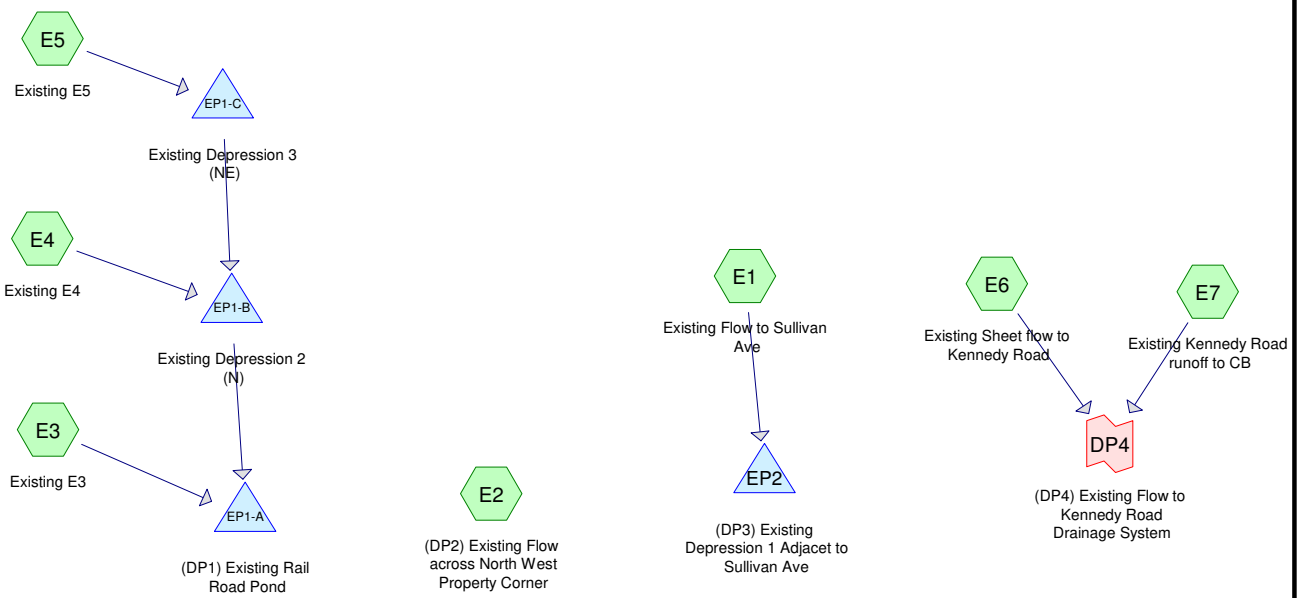 E5
Existing E5
EP1-C
Existing Depression 3
(NE)
E4
Existing E4
EP1-B
Existing Depression 2
(N)
E3
Existing E3
EP1-A
(DP1) Existing Rail
Road Pond
E2
(DP2) Existing Flow
across North West
Property Corner
E1
Existing Flow to Sullivan
Ave
EP2
(DP3) Existing
Depression 1 Adjacet to
Sullivan Ave
E6
Existing Sheet flow to
Kennedy Road
E7
Existing Kennedy Road
runoff to CB
DP4
(DP4) Existing Flow to
Kennedy Road
Drainage System